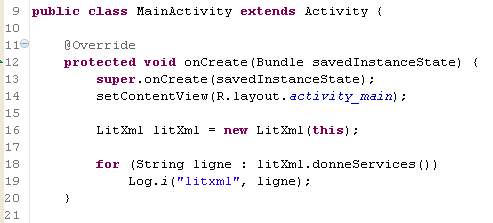 9 public class MainActivity extends Activity {
10
11 @Override
12 protected void onCreate(Bundle savedInstanceState) {
13 super.onCreate(savedInstanceState);
14 setContentView(R.layout.activity_main);
15
16 LitXml litXml = new LitXml(this);
17
18 for (String ligne : litXml.donneServices())
19 Log.i("litxml", ligne);
20 }
21